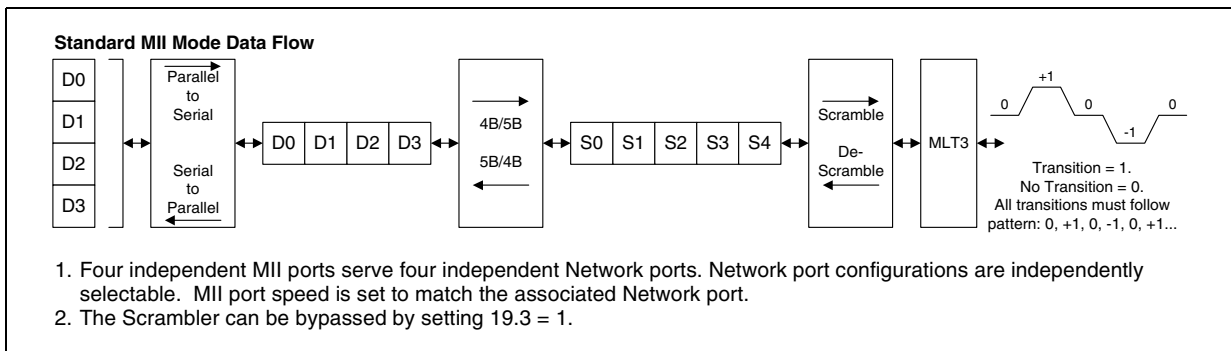 Standard MII Mode Data Flow
D0
D1
D2
D3
Parallel
to
Serial
Serial
to
Parallel
D0 D1 D2 D3
4B/5B
5B/4B
S0 S1 S2 S3 S4
Scramble
De-
Scramble
MLT3
0 +1 0 -1 0
Transition = 1.
No Transition = 0.
All transitions must follow
pattern: 0, +1, 0, -1, 0, +1...
1. Four independent MII ports serve four independent Network ports. Network port configurations are independently
selectable. MII port speed is set to match the associated Network port.
2. The Scrambler can be bypassed by setting 19.3 = 1.